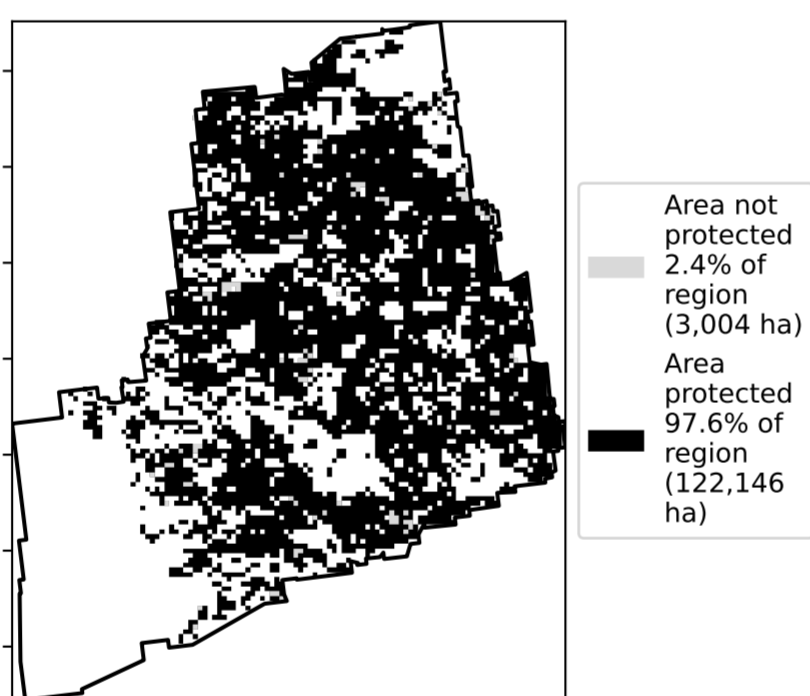 Area not
protected
2.4% of
region
(3,004 ha)
Area
protected
97.6% of
region
(122,146
ha)